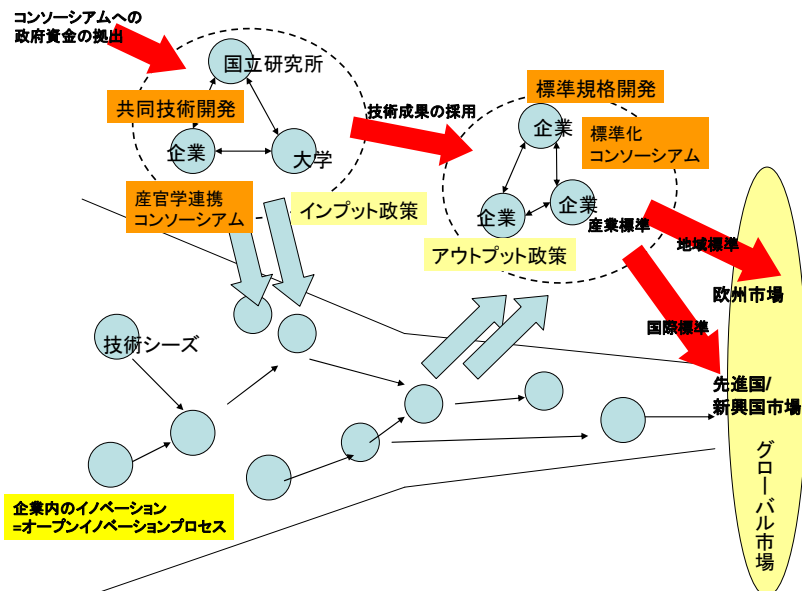 コンソーシアムへの
政府資金の拠出
国立研究所
共同技術開発
企業
大学
産官学連携
コンソーシアム
インプット政策
技術成果の採用
標準規格開発
企業
標準化
コンソーシアム
企業
企業
産業標準
アウトプット政策
地域標準
欧州市場
国際標準
先進国/
新興国市場
グローバル市場
技術シーズ
企業内のイノベーション
=オープンイノベーションプロセス